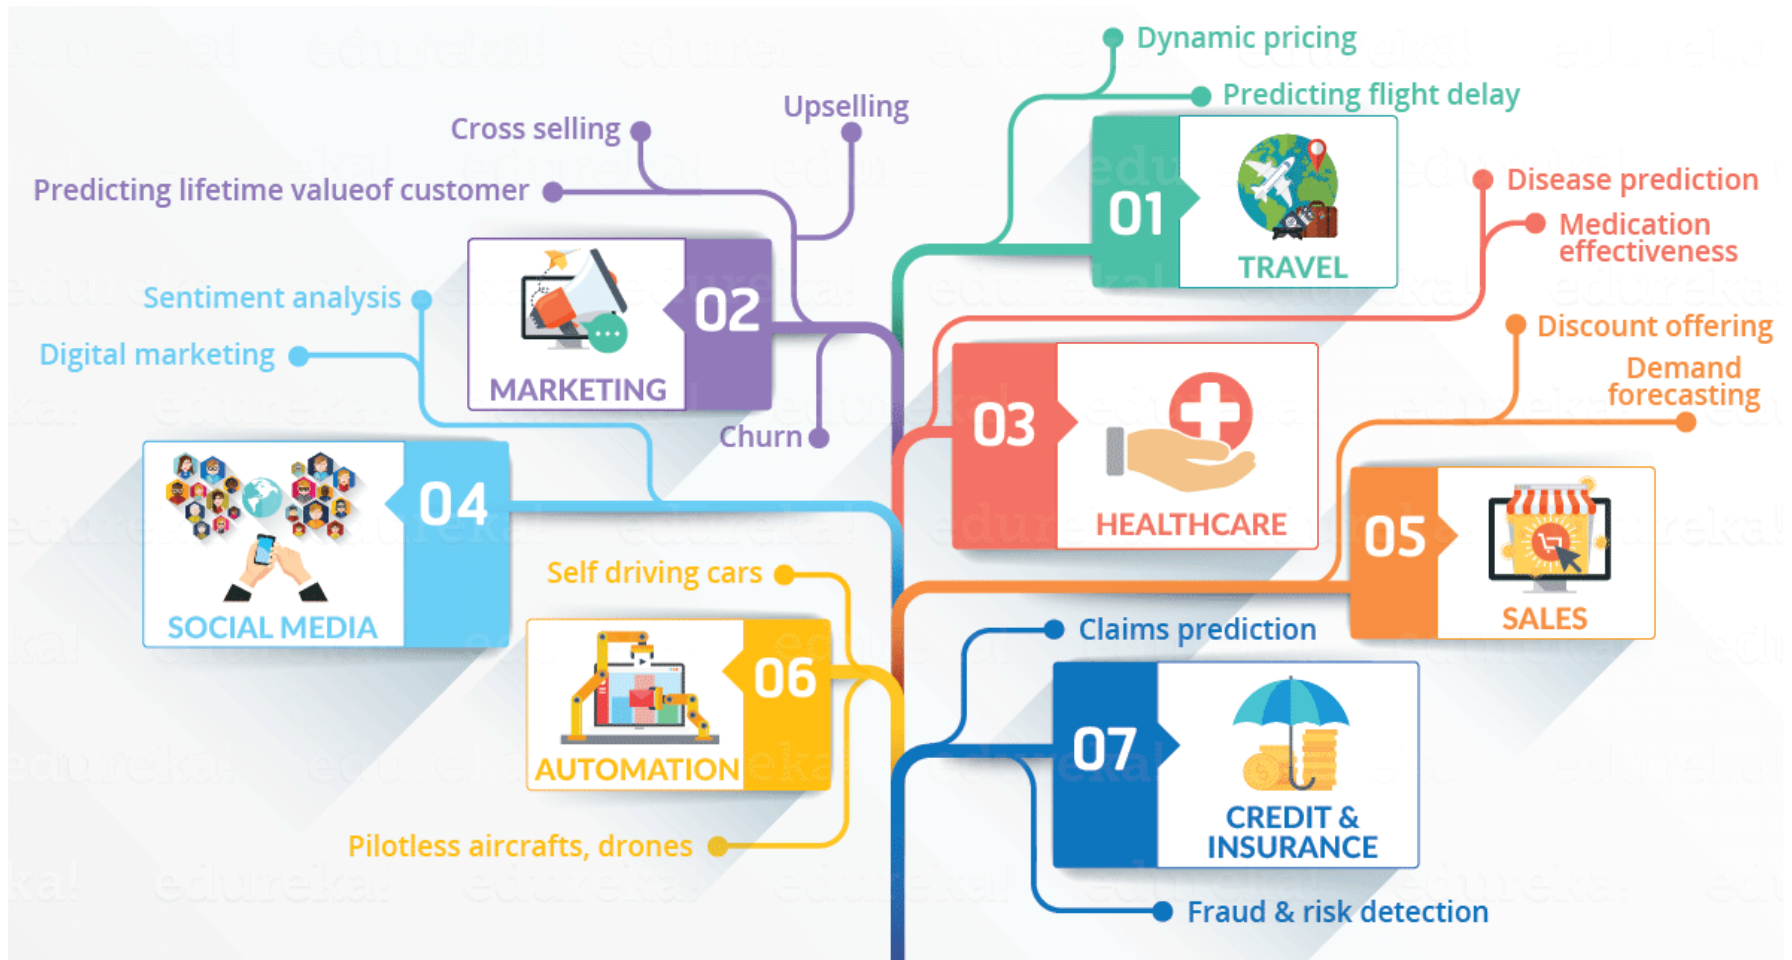 Dynamic pricing
Predicting flight delay
01
TRAVEL
Upselling
Cross selling
Predicting lifetime valueof customer
02
MARKETING
Churn
Disease prediction
Medication
effectiveness
03
HEALTHCARE
Sentiment analysis
Digital marketing
04
SOCIAL MEDIA
Discount offering
Demand
forecasting
05
SALES
Self driving cars
06
AUTOMATION
Pilotless aircrafts, drones
Claims prediction
07
CREDIT &
INSURANCE
Fraud & risk detection
edureka!